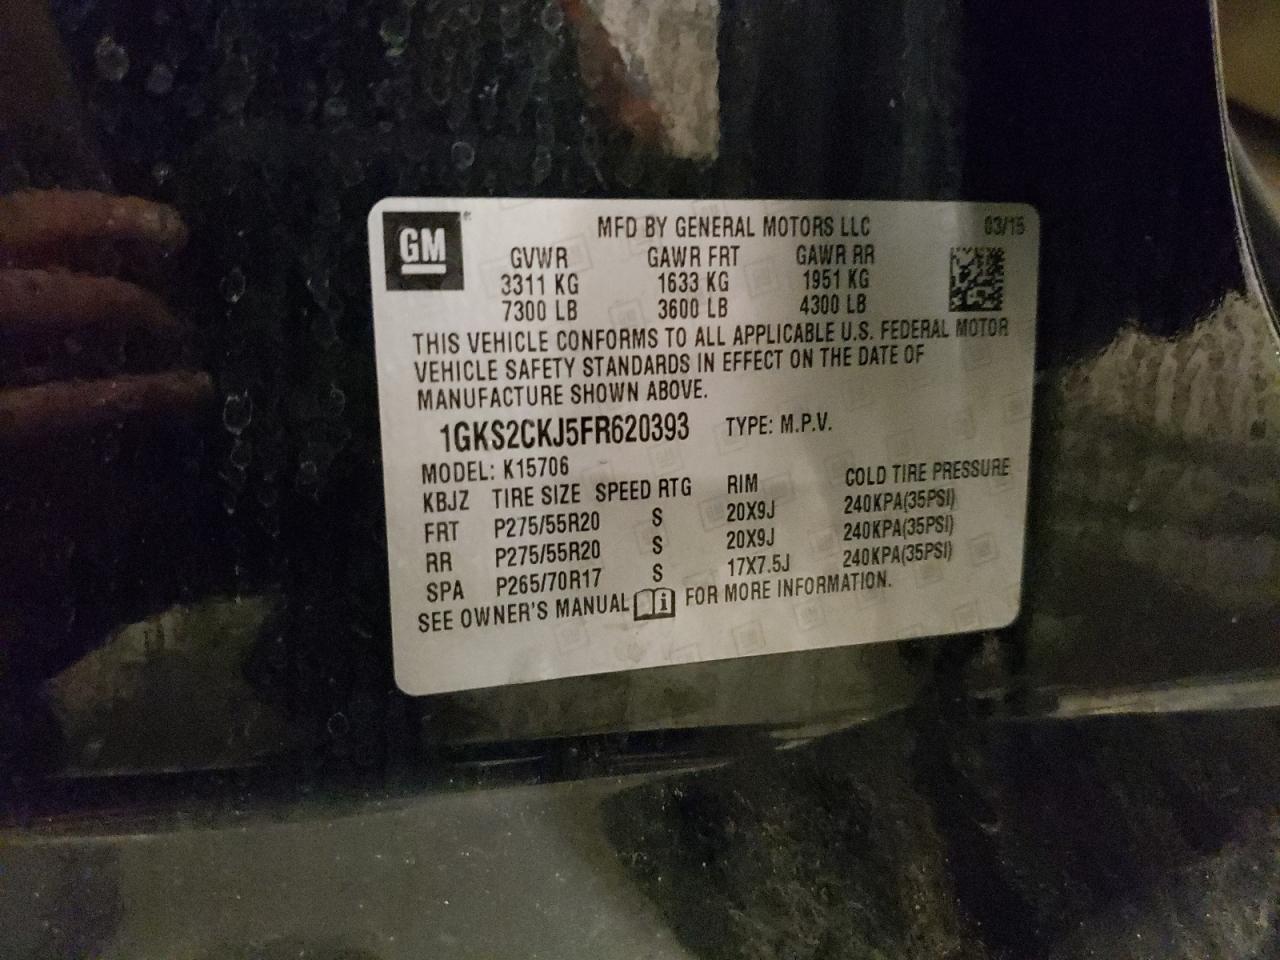 GM
MFD BY GENERAL MOTORS LLC 03/15
GVWR GAWR FRT GAWR RR
3311 KG 1633 KG 1951 KG
7300 LB 3600 LB 4300 LB
THIS VEHICLE CONFORMS TO ALL APPLICABLE U.S. FEDERAL MOTOR
VEHICLE SAFETY STANDARDS IN EFFECT ON THE DATE OF
MANUFACTURE SHOWN ABOVE.
1GKS2CKJ5FR620393 TYPE: M.P.V.
MODEL: K15706
KBJZ TIRE SIZE SPEED RTG RIM COLD TIRE PRESSURE
FRT P275/55R20 S 20X9J 240KPA(35PSI)
RR P275/55R20 S 20X9J 240KPA(35PSI)
SPA P265/70R17 S 17X7.5J 240KPA(35PSI)
SEE OWNER'S MANUAL i FOR MORE INFORMATION.